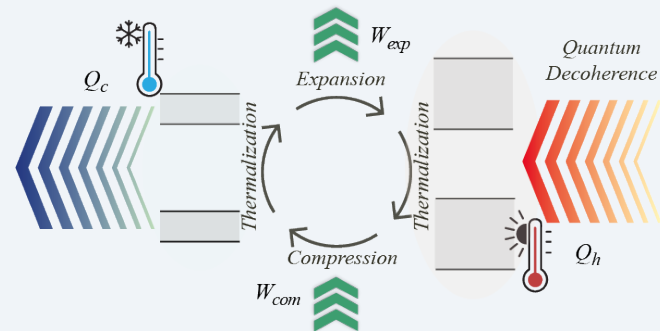 W_exp
Expansion
Q_c
Quantum
Decoherence
Thermalization
Thermalization
Compression
W_com
Q_h